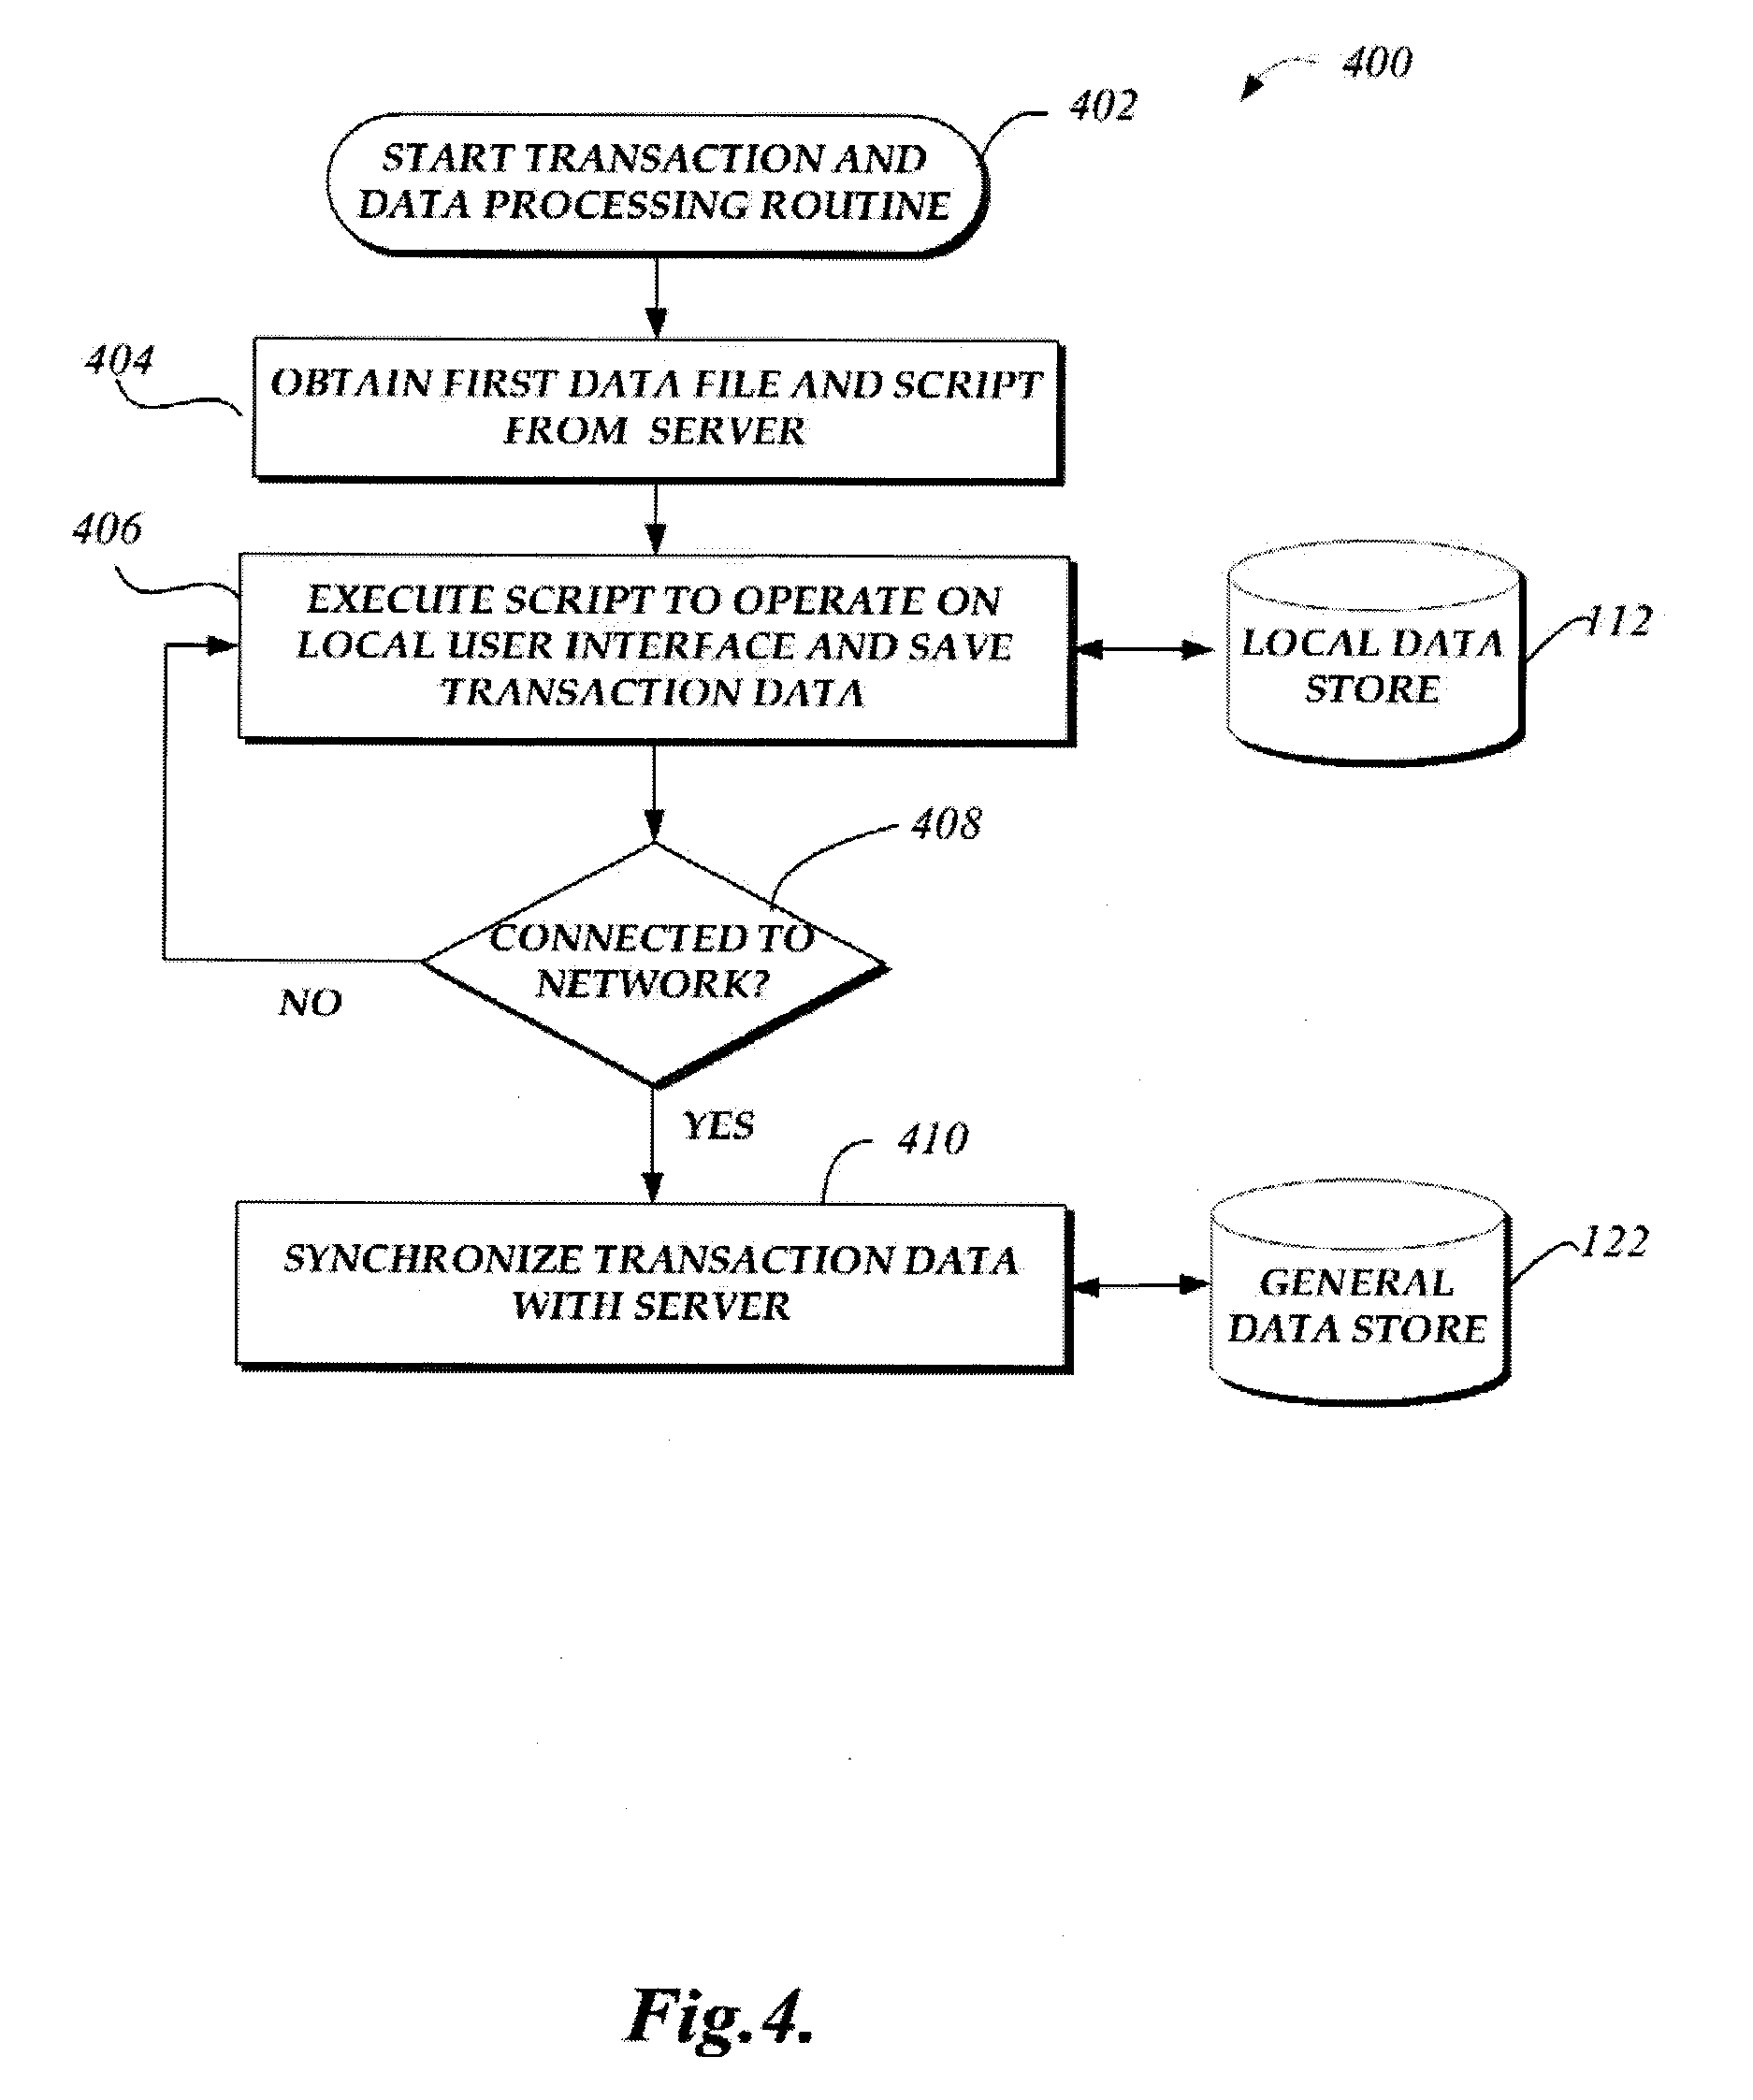 400
402
START TRANSACTION AND
DATA PROCESSING ROUTINE
404
OBTAIN FIRST DATA FILE AND SCRIPT
FROM SERVER
406
EXECUTE SCRIPT TO OPERATE ON
LOCAL USER INTERFACE AND SAVE
TRANSACTION DATA
LOCAL DATA
STORE
112
408
CONNECTED TO
NETWORK?
NO
YES
410
SYNCHRONIZE TRANSACTION DATA
WITH SERVER
GENERAL
DATA STORE
122
Fig.4.